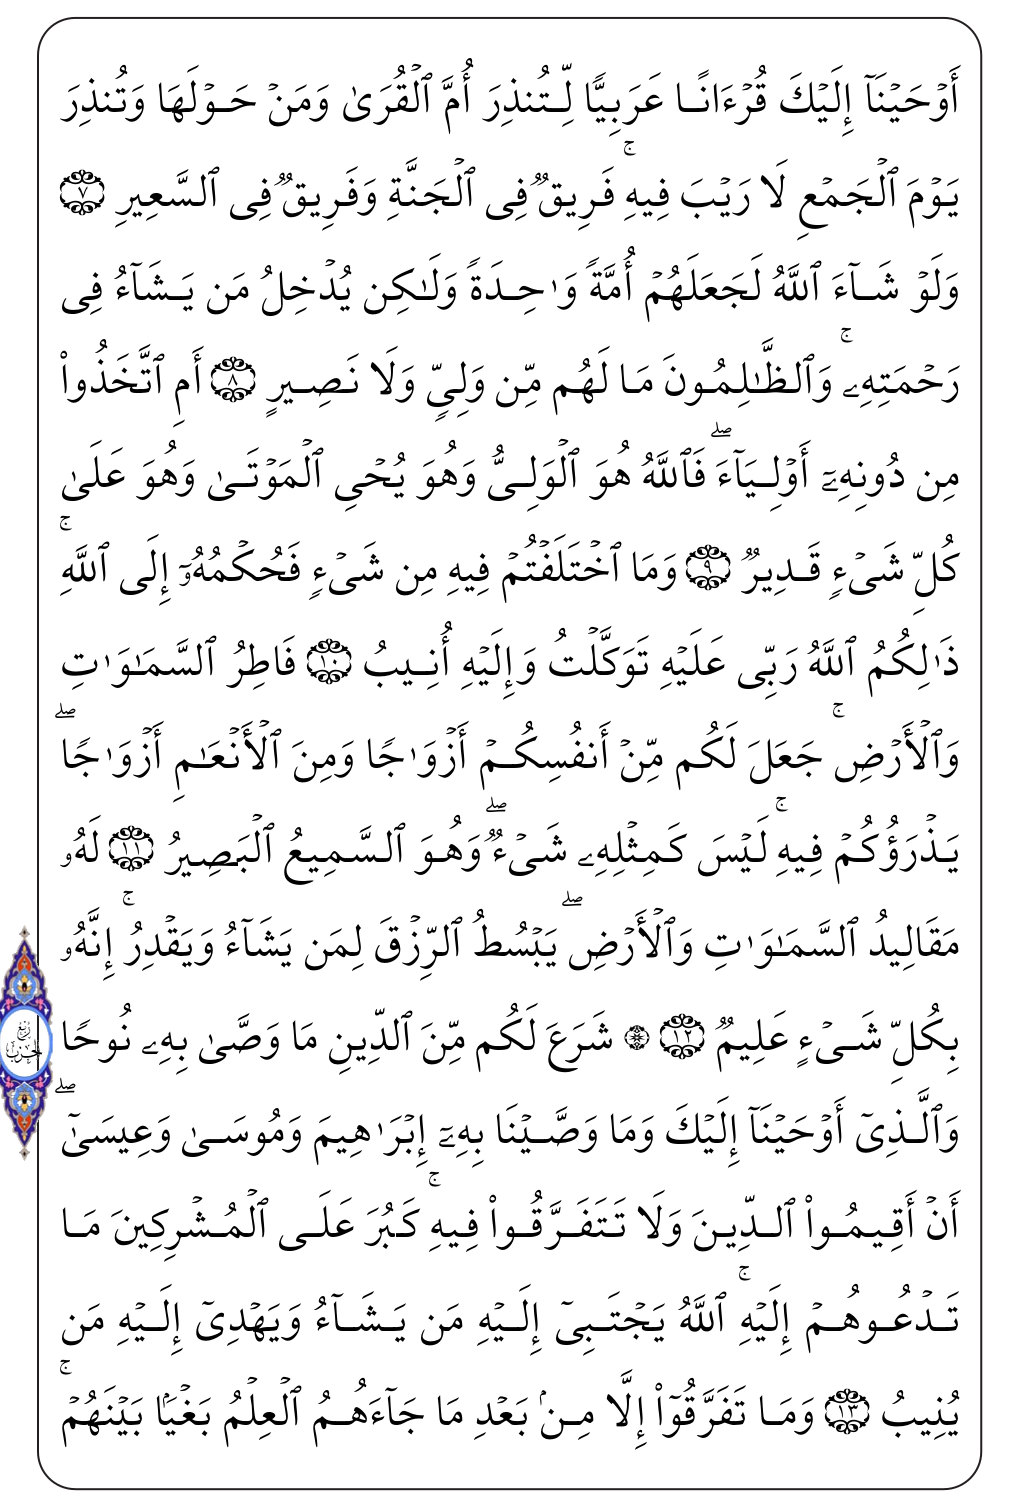 أَوۡحَيۡنَآ إِلَيۡكَ قُرۡءَانًا عَرَبِيّٗا لِّتُنذِرَ أُمَّ ٱلۡقُرَىٰ وَمَنۡ حَوۡلَهَا وَتُنذِرَ
يَوۡمَ ٱلۡجَمۡعِ لَا رَيۡبَ فِيهِۚ فَرِيقٞ فِي ٱلۡجَنَّةِ وَفَرِيقٞ فِي ٱلسَّعِيرِ ٧
وَلَوۡ شَآءَ ٱللَّهُ لَجَعَلَهُمۡ أُمَّةٗ وَٰحِدَةٗ وَلَٰكِن يُدۡخِلُ مَن يَشَآءُ فِي
رَحۡمَتِهِۦۚ وَٱلظَّٰلِمُونَ مَا لَهُم مِّن وَلِيّٖ وَلَا نَصِيرٍ ٨ أَمِ ٱتَّخَذُواْ
مِن دُونِهِۦٓ أَوۡلِيَآءَۖ فَٱللَّهُ هُوَ ٱلۡوَلِيُّ وَهُوَ يُحۡيِ ٱلۡمَوۡتَىٰ وَهُوَ عَلَىٰ
كُلِّ شَيۡءٖ قَدِيرٞ ٩ وَمَا ٱخۡتَلَفۡتُمۡ فِيهِ مِن شَيۡءٖ فَحُكۡمُهُۥٓ إِلَى ٱللَّهِۚ
ذَٰلِكُمُ ٱللَّهُ رَبِّي عَلَيۡهِ تَوَكَّلۡتُ وَإِلَيۡهِ أُنِيبُ ١٠ فَاطِرُ ٱلسَّمَٰوَٰتِ
وَٱلۡأَرۡضِۚ جَعَلَ لَكُم مِّنۡ أَنفُسِكُمۡ أَزۡوَٰجٗا وَمِنَ ٱلۡأَنۡعَٰمِ أَزۡوَٰجٗاۖ
يَذۡرَؤُكُمۡ فِيهِۚ لَيۡسَ كَمِثۡلِهِۦ شَيۡءٞۖ وَهُوَ ٱلسَّمِيعُ ٱلۡبَصِيرُ ١١ لَهُۥ
مَقَالِيدُ ٱلسَّمَٰوَٰتِ وَٱلۡأَرۡضِۖ يَبۡسُطُ ٱلرِّزۡقَ لِمَن يَشَآءُ وَيَقۡدِرُۚ إِنَّهُۥ
بِكُلِّ شَيۡءٍ عَلِيمٞ ١٢ ۞ شَرَعَ لَكُم مِّنَ ٱلدِّينِ مَا وَصَّىٰ بِهِۦ نُوحٗا
رُبْع الحِزْب
وَٱلَّذِيٓ أَوۡحَيۡنَآ إِلَيۡكَ وَمَا وَصَّيۡنَا بِهِۦٓ إِبۡرَٰهِيمَ وَمُوسَىٰ وَعِيسَىٰٓۖ
أَنۡ أَقِيمُواْ ٱلدِّينَ وَلَا تَتَفَرَّقُواْ فِيهِۚ كَبُرَ عَلَى ٱلۡمُشۡرِكِينَ مَا
تَدۡعُوهُمۡ إِلَيۡهِۚ ٱللَّهُ يَجۡتَبِيٓ إِلَيۡهِ مَن يَشَآءُ وَيَهۡدِيٓ إِلَيۡهِ مَن
يُنِيبُ ١٣ وَمَا تَفَرَّقُوٓاْ إِلَّا مِنۢ بَعۡدِ مَا جَآءَهُمُ ٱلۡعِلۡمُ بَغۡيَۢا بَيۡنَهُمۡۚ